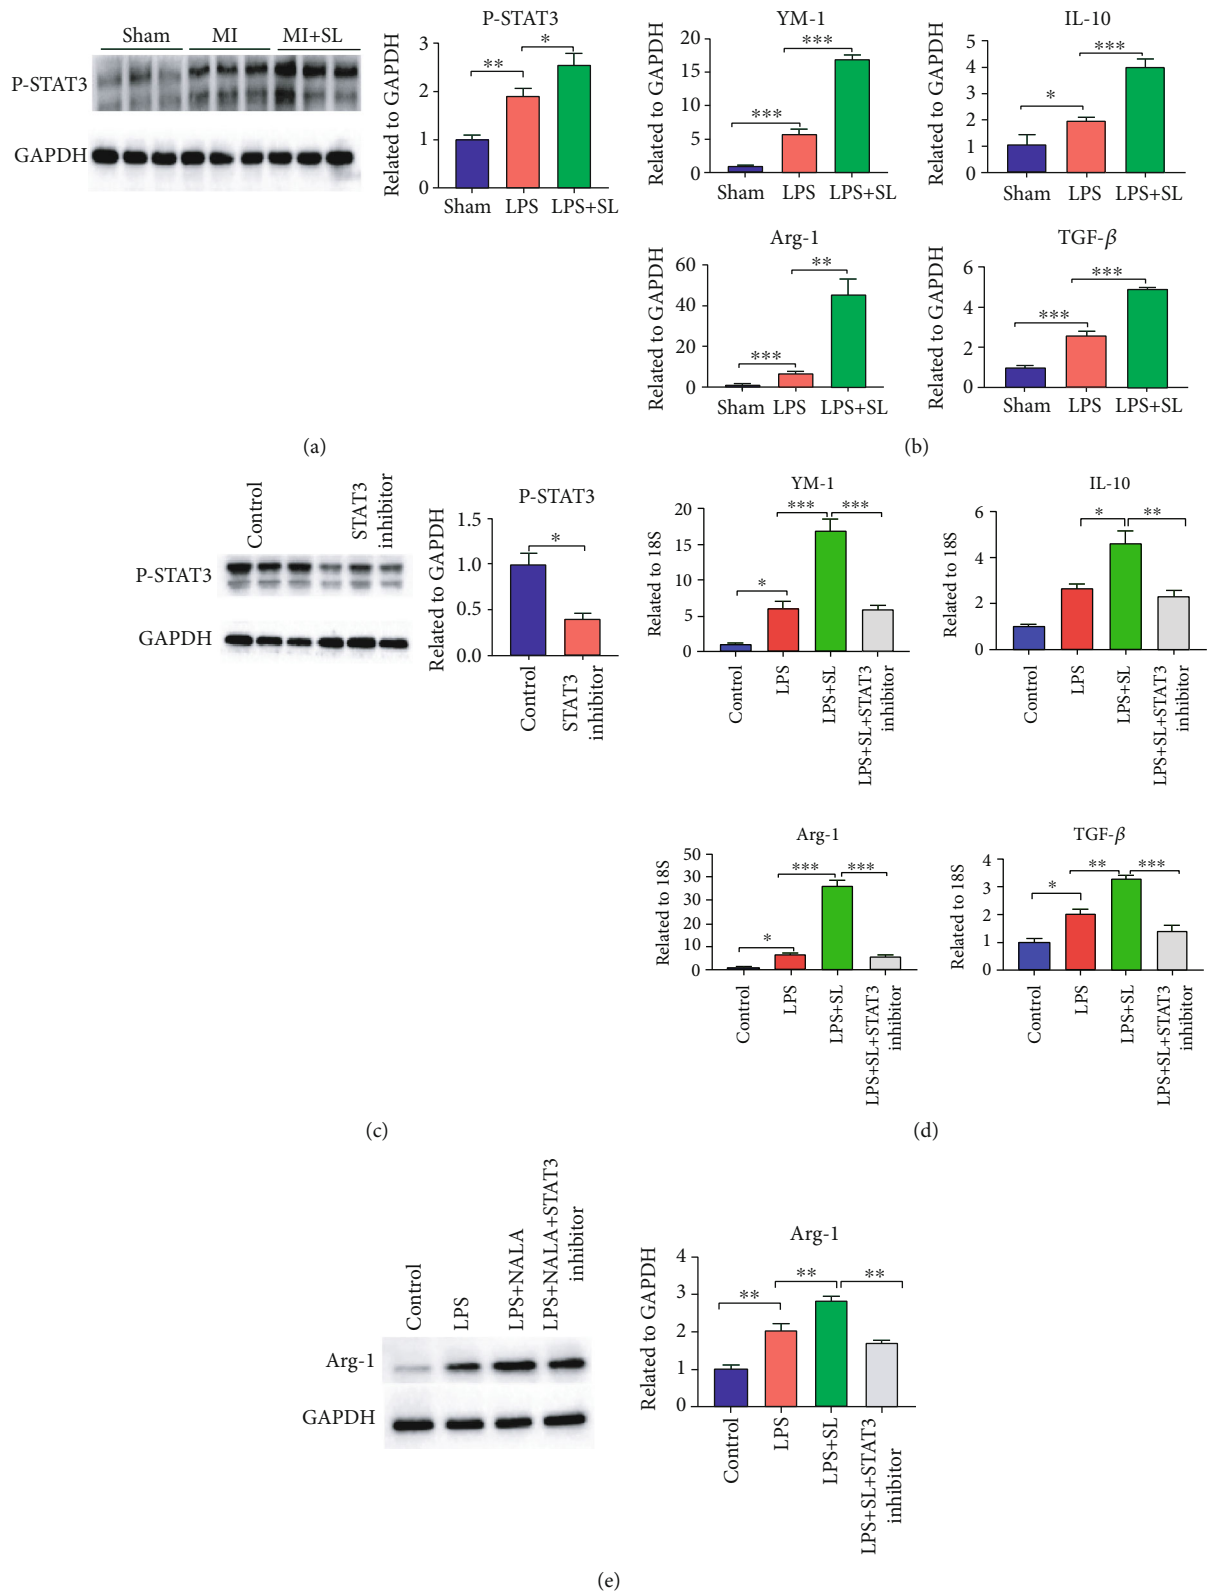 Sham MI MI+SL
P-STAT3
GAPDH
(a)
P-STAT3
Related to GAPDH
3
2
1
0
** *
Sham LPS LPS+SL
YM-1
Related to GAPDH
20
15
10
5
0
*** ***
Sham LPS LPS+SL
IL-10
Related to GAPDH
6
5
4
3
2
1
0
* ***
Sham LPS LPS+SL
Arg-1
Related to GAPDH
60
40
20
0
*** **
Sham LPS LPS+SL
TGF-β
Related to GAPDH
6
4
2
0
*** ***
Sham LPS LPS+SL
(b)
Control
STAT3
inhibitor
P-STAT3
GAPDH
P-STAT3
Related to GAPDH
1.5
1.0
0.5
0.0
*
Control
STAT3
inhibitor
(c)
YM-1
Related to 18S
20
15
10
5
0
* *** ***
Control
LPS
LPS+SL
LPS+SL+STAT3
inhibitor
IL-10
Related to 18S
6
4
2
0
* **
Control
LPS
LPS+SL
LPS+SL+STAT3
inhibitor
Arg-1
Related to 18S
50
40
30
20
10
0
* *** ***
Control
LPS
LPS+SL
LPS+SL+STAT3
inhibitor
TGF-β
Related to 18S
4
3
2
1
0
* ** ***
Control
LPS
LPS+SL
LPS+SL+STAT3
inhibitor
(d)
Control
LPS
LPS+NALA
LPS+NALA+STAT3
inhibitor
Arg-1
GAPDH
Arg-1
Related to GAPDH
4
3
2
1
0
** ** **
Control
LPS
LPS+SL
LPS+SL+STAT3
inhibitor
(e)